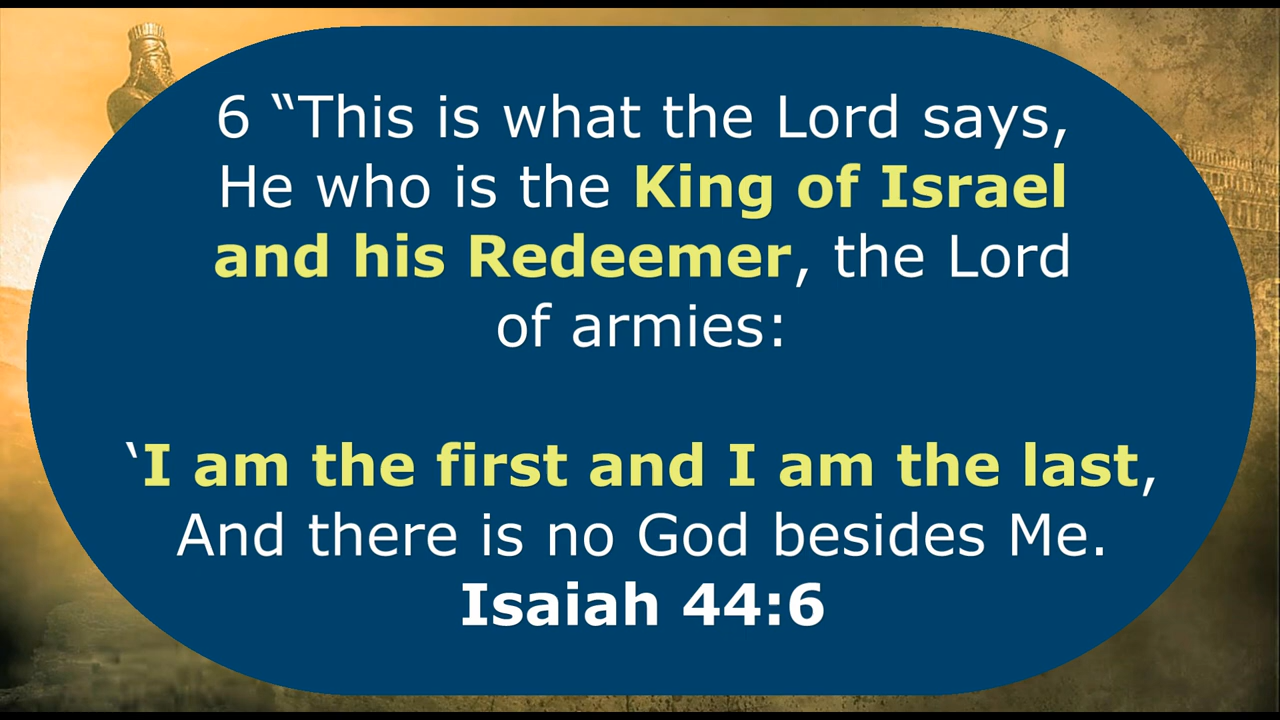 6 “This is what the Lord says,
He who is the King of Israel
and his Redeemer, the Lord
of armies:
‘I am the first and I am the last,
And there is no God besides Me.
Isaiah 44:6